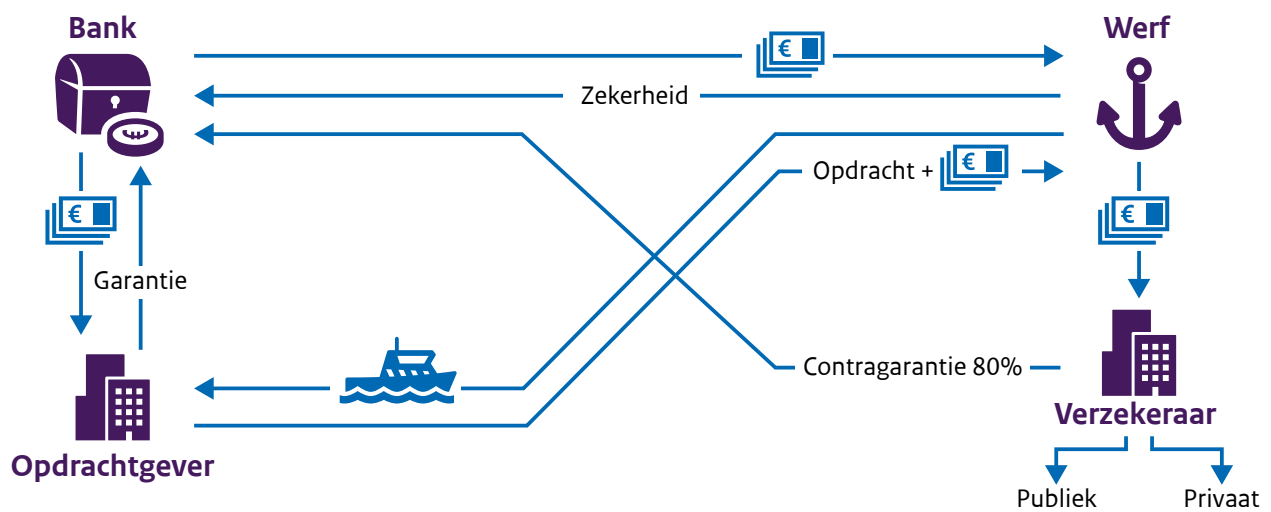 Bank
Werf
€
Zekerheid
Opdracht + €
€
€
Garantie
Contragarantie 80%
Verzekeraar
Opdrachtgever
Publiek
Privaat